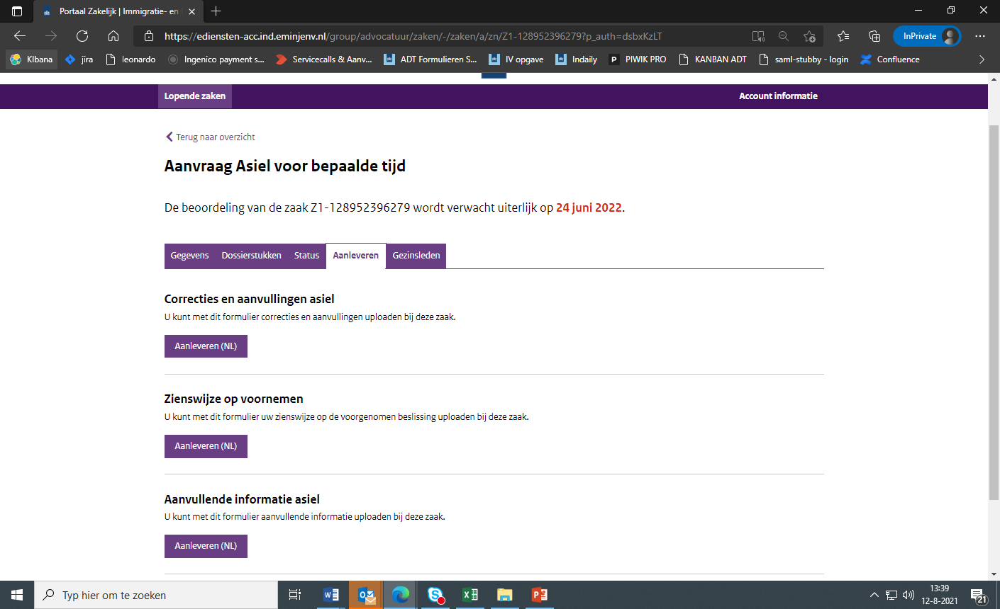 Portaal Zakelijk | Immigratie- en
https://ediensten-acc.ind.eminjenv.nl/group/advocatuur/zaken/-/zaken/a/zn/Z1-128952396279?p_auth=dsbxKzLT
InPrivate
KIbana jira leonardo Ingenico payment s... Servicecalls & Aanv... ADT Formulieren S... IV opgave Indaily PIWIK PRO KANBAN ADT saml-stubby - login Confluence
Lopende zaken Account informatie
Terug naar overzicht
Aanvraag Asiel voor bepaalde tijd
De beoordeling van de zaak Z1-128952396279 wordt verwacht uiterlijk op 24 juni 2022.
Gegevens Dossierstukken Status Aanleveren Gezinsleden
Correcties en aanvullingen asiel
U kunt met dit formulier correcties en aanvullingen uploaden bij deze zaak.
Aanleveren (NL)
Zienswijze op voornemen
U kunt met dit formulier uw zienswijze op de voorgenomen beslissing uploaden bij deze zaak.
Aanleveren (NL)
Aanvullende informatie asiel
U kunt met dit formulier aanvullende informatie uploaden bij deze zaak.
Aanleveren (NL)
Typ hier om te zoeken
13:39
12-8-2021
21